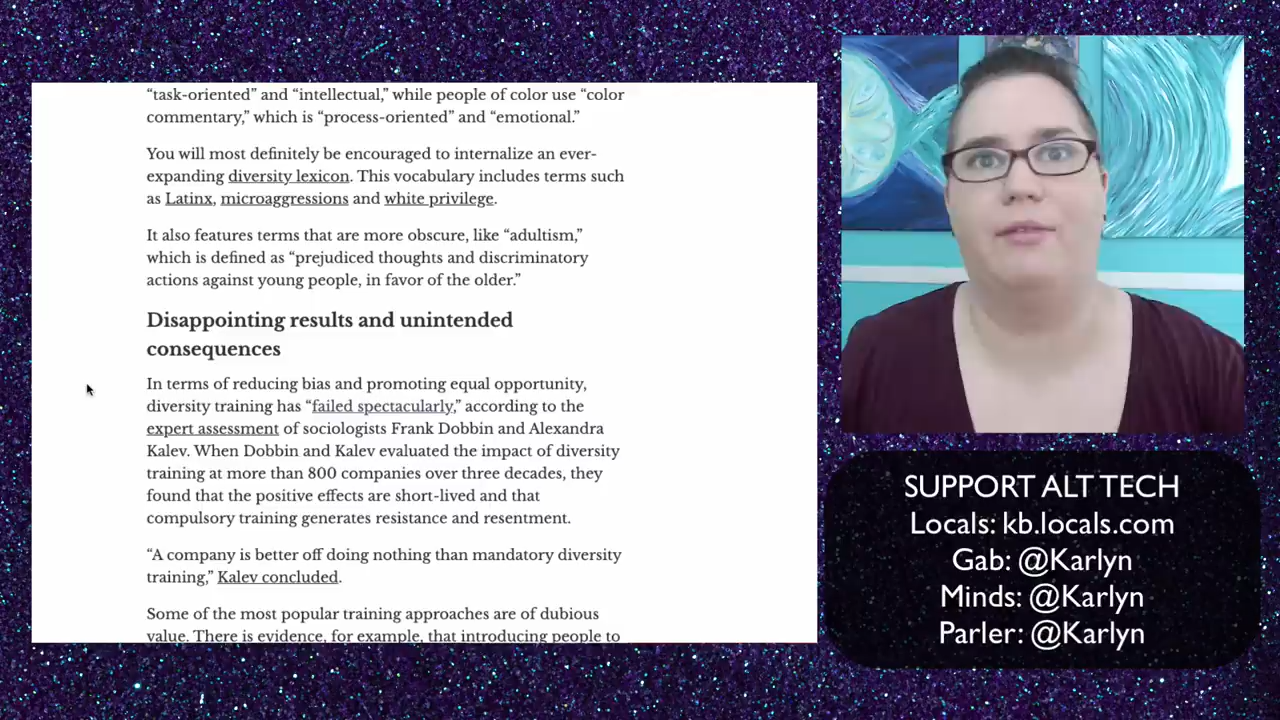 “task-oriented” and “intellectual,” while people of color use “color
commentary,” which is “process-oriented” and “emotional.”
You will most definitely be encouraged to internalize an ever-
expanding diversity lexicon. This vocabulary includes terms such
as Latinx, microaggressions and white privilege.
It also features terms that are more obscure, like “adultism,”
which is defined as “prejudiced thoughts and discriminatory
actions against young people, in favor of the older.”
Disappointing results and unintended
consequences
In terms of reducing bias and promoting equal opportunity,
diversity training has “failed spectacularly,” according to the
expert assessment of sociologists Frank Dobbin and Alexandra
Kalev. When Dobbin and Kalev evaluated the impact of diversity
training at more than 800 companies over three decades, they
found that the positive effects are short-lived and that
compulsory training generates resistance and resentment.
“A company is better off doing nothing than mandatory diversity
training,” Kalev concluded.
Some of the most popular training approaches are of dubious
value. There is evidence, for example, that introducing people to
SUPPORT ALT TECH
Locals: kb.locals.com
Gab: @Karlyn
Minds: @Karlyn
Parler: @Karlyn